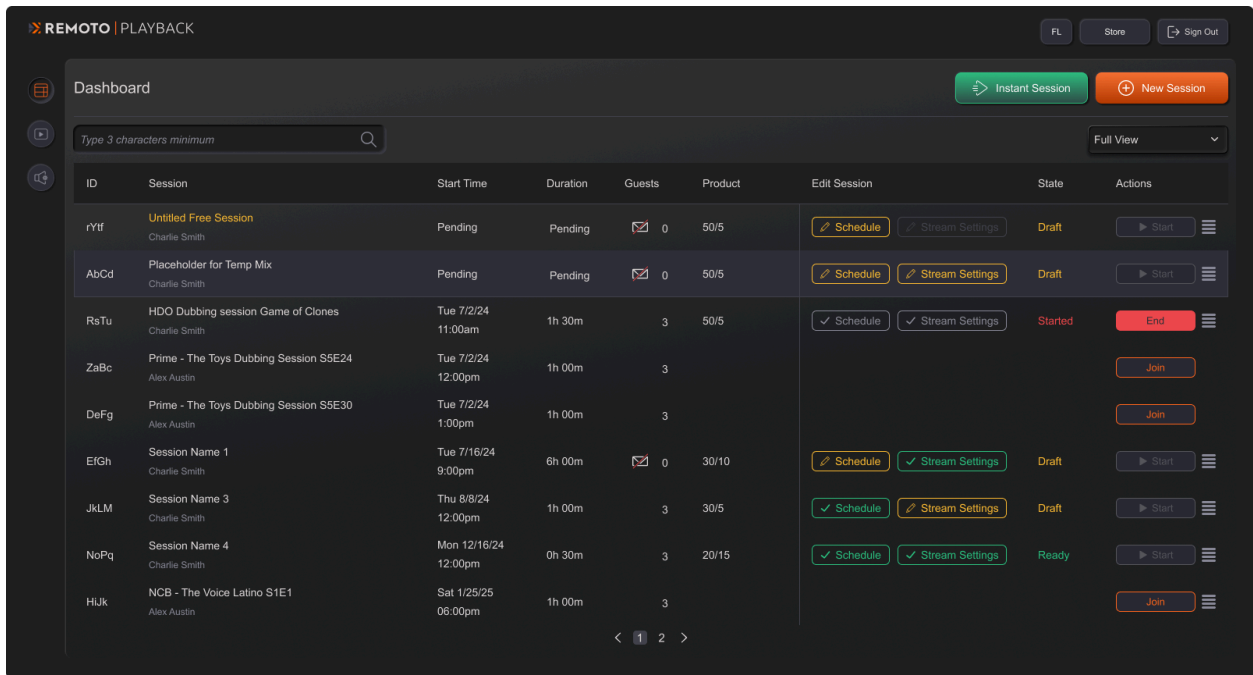 REMOTO | PLAYBACK
FL
Store
Sign Out
Dashboard
Instant Session
New Session
Type 3 characters minimum
Full View
ID Session Start Time Duration Guests Product Edit Session State Actions
rYtf Untitled Free Session Charlie Smith Pending Pending 0 50/5 Schedule Stream Settings Draft Start
AbCd Placeholder for Temp Mix Charlie Smith Pending Pending 0 50/5 Schedule Stream Settings Draft Start
RsTu HDO Dubbing session Game of Clones Charlie Smith Tue 7/2/24 11:00am 1h 30m 3 50/5 Schedule Stream Settings Started End
ZaBc Prime - The Toys Dubbing Session S5E24 Alex Austin Tue 7/2/24 12:00pm 1h 00m 3 Join
DeFg Prime - The Toys Dubbing Session S5E30 Alex Austin Tue 7/2/24 1:00pm 1h 00m 3 Join
EfGh Session Name 1 Charlie Smith Tue 7/16/24 9:00pm 6h 00m 0 30/10 Schedule Stream Settings Draft Start
JkLM Session Name 3 Charlie Smith Thu 8/8/24 12:00pm 1h 00m 3 30/5 Schedule Stream Settings Draft Start
NoPq Session Name 4 Charlie Smith Mon 12/16/24 12:00pm 0h 30m 3 20/15 Schedule Stream Settings Ready Start
HiJk NCB - The Voice Latino S1E1 Alex Austin Sat 1/25/25 06:00pm 1h 00m 3 Join
1 2